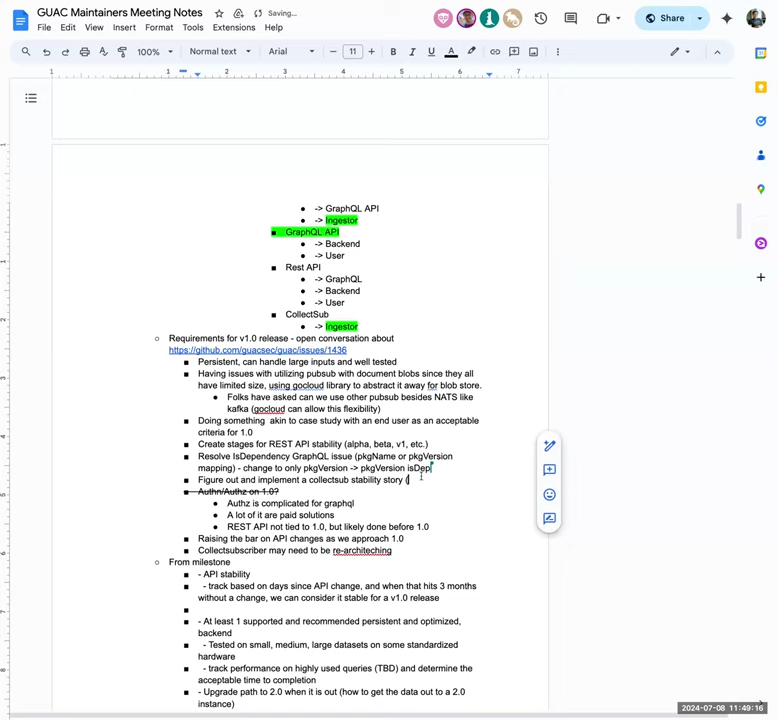 GUAC Maintainers Meeting Notes
Saving...
File Edit View Insert Format Tools Extensions Help
Share
100% Normal text Arial 11 B I U A
1 1 2 3 4 5 6 7
-> GraphQL API
-> Ingestor
GraphQL API
-> Backend
-> User
Rest API
-> GraphQL
-> Backend
-> User
CollectSub
-> Ingestor
Requirements for v1.0 release - open conversation about
https://github.com/guacsec/guac/issues/1436
Persistent, can handle large inputs and well tested
Having issues with utilizing pubsub with document blobs since they all
have limited size, using gocloud library to abstract it away for blob store.
Folks have asked can we use other pubsub besides NATS like
kafka (gocloud can allow this flexibility)
Doing something akin to case study with an end user as an acceptable
criteria for 1.0
Create stages for REST API stability (alpha, beta, v1, etc.)
Resolve IsDependency GraphQL issue (pkgName or pkgVersion
mapping) - change to only pkgVersion -> pkgVersion isDep
Figure out and implement a collectsub stability story (
Authn/Authz on 1.0?
Authz is complicated for graphql
A lot of it are paid solutions
REST API not tied to 1.0, but likely done before 1.0
Raising the bar on API changes as we approach 1.0
Collectsubscriber may need to be re-architeching
From milestone
- API stability
- track based on days since API change, and when that hits 3 months
without a change, we can consider it stable for a v1.0 release
- At least 1 supported and recommended persistent and optimized,
backend
- Tested on small, medium, large datasets on some standardized
hardware
- track performance on highly used queries (TBD) and determine the
acceptable time to completion
- Upgrade path to 2.0 when it is out (how to get the data out to a 2.0
instance)
2024-07-08 11:49:16